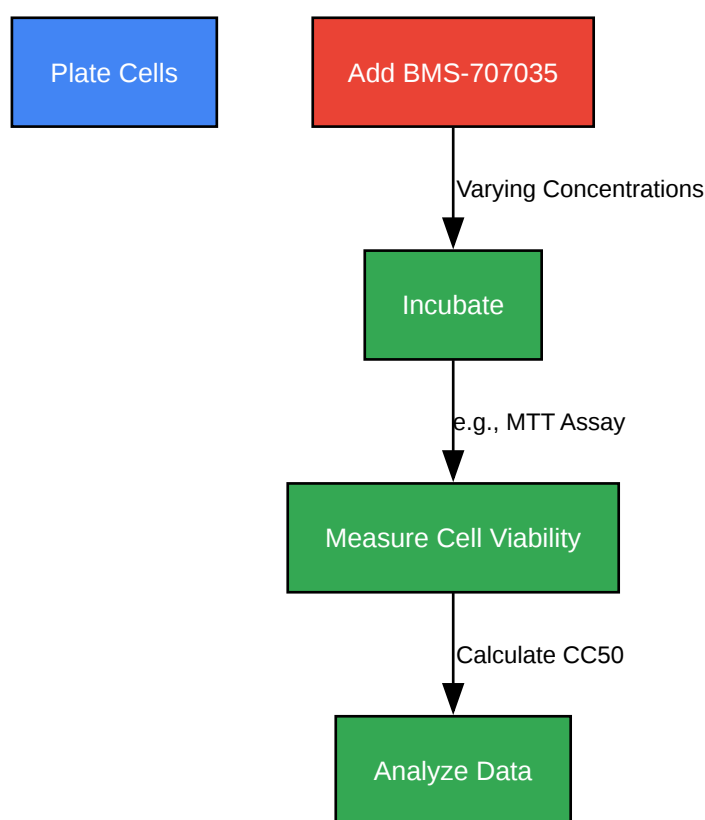 Plate Cells
Add BMS-707035
Varying Concentrations
Incubate
e.g., MTT Assay
Measure Cell Viability
Calculate CC50
Analyze Data